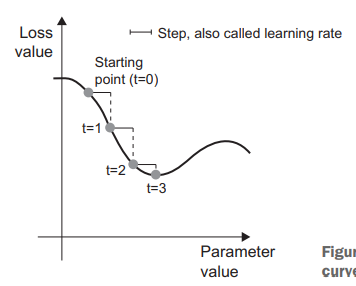 Loss
value
Step, also called learning rate
Starting
point (t=0)
t=1
t=2
t=3
Parameter
value
Figur
curve